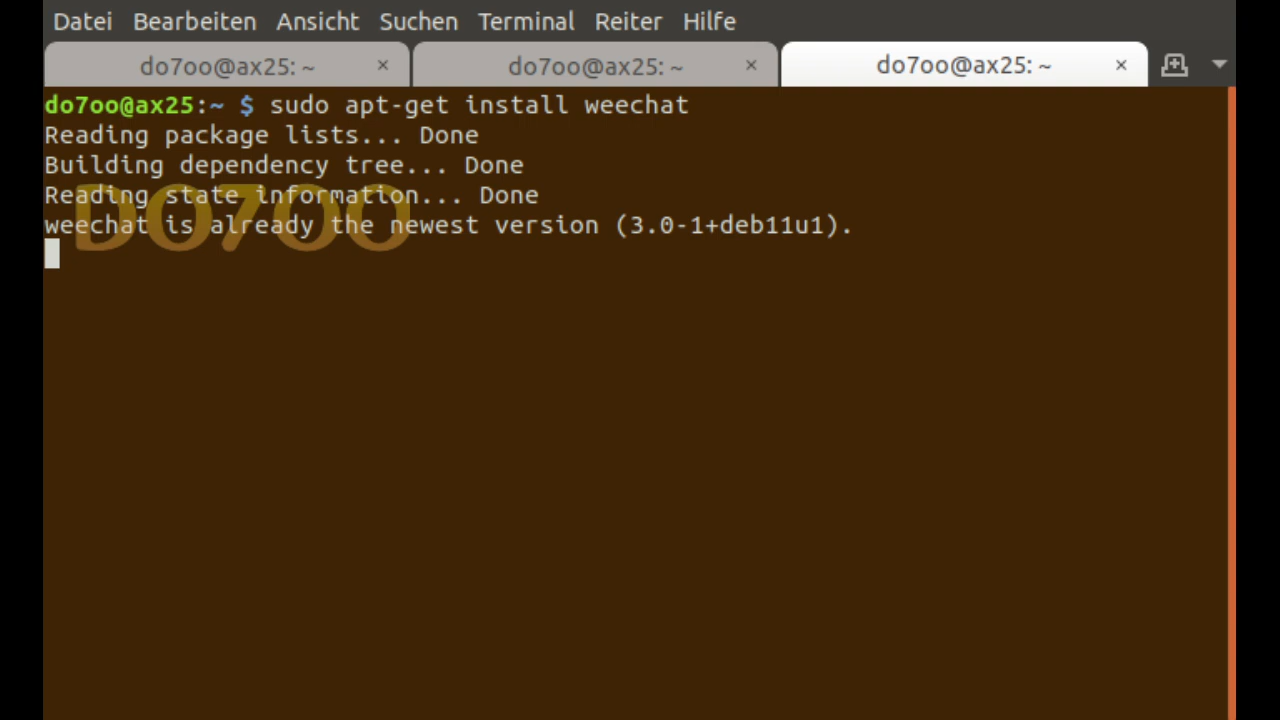 Datei Bearbeiten Ansicht Suchen Terminal Reiter Hilfe
do7oo@ax25: ~ × do7oo@ax25: ~ × do7oo@ax25: ~ ×
do7oo@ax25:~ $ sudo apt-get install weechat
Reading package lists... Done
Building dependency tree... Done
Reading state information... Done
weechat is already the newest version (3.0-1+deb11u1).
DO7OO